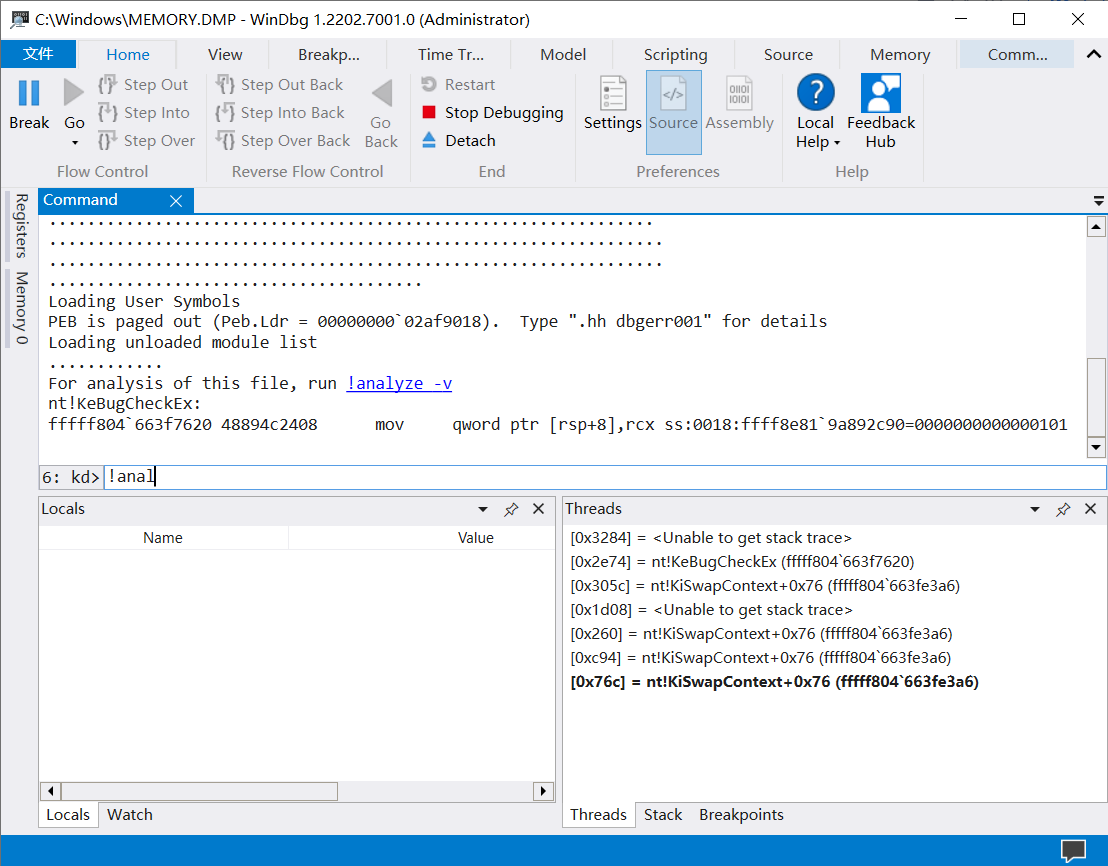 C:\Windows\MEMORY.DMP - WinDbg 1.2202.7001.0 (Administrator)
文件 Home View Breakp... Time Tr... Model Scripting Source Memory Comm...
Break
Go
Step Out
Step Into
Step Over
Flow Control
Step Out Back
Step Into Back
Step Over Back
Go
Back
Reverse Flow Control
Restart
Stop Debugging
Detach
End
Settings
Source
Assembly
Preferences
Local
Help
Feedback
Hub
Help
Registers
Memory 0
Command
...............................................................
................................................................
................................................................
.......................................
Loading User Symbols
PEB is paged out (Peb.Ldr = 00000000`02af9018).  Type ".hh dbgerr001" for details
Loading unloaded module list
............
For analysis of this file, run !analyze -v
nt!KeBugCheckEx:
fffff804`663f7620 48894c2408      mov     qword ptr [rsp+8],rcx ss:0018:ffff8e81`9a892c90=0000000000000101
6: kd> !anal
Locals
Name Value
Locals Watch
Threads
[0x3284] = <Unable to get stack trace>
[0x2e74] = nt!KeBugCheckEx (fffff804`663f7620)
[0x305c] = nt!KiSwapContext+0x76 (fffff804`663fe3a6)
[0x1d08] = <Unable to get stack trace>
[0x260] = nt!KiSwapContext+0x76 (fffff804`663fe3a6)
[0xc94] = nt!KiSwapContext+0x76 (fffff804`663fe3a6)
[0x76c] = nt!KiSwapContext+0x76 (fffff804`663fe3a6)
Threads Stack Breakpoints